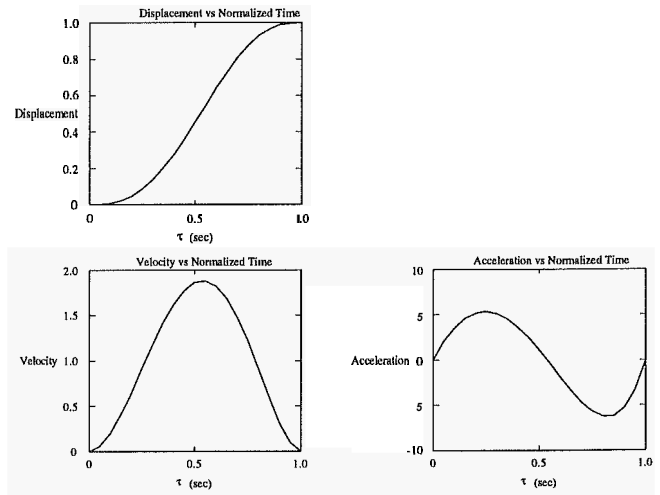 Displacement vs Normalized Time
1.0
0.8
0.6
Displacement
0.4
0.2
0
0 0.5 1.0
τ (sec)
Velocity vs Normalized Time
2.0
1.5
Velocity 1.0
0.5
0
0 0.5 1.0
τ (sec)
Acceleration vs Normalized Time
10
5
Acceleration 0
5
-10
0 0.5 1.0
τ (sec)